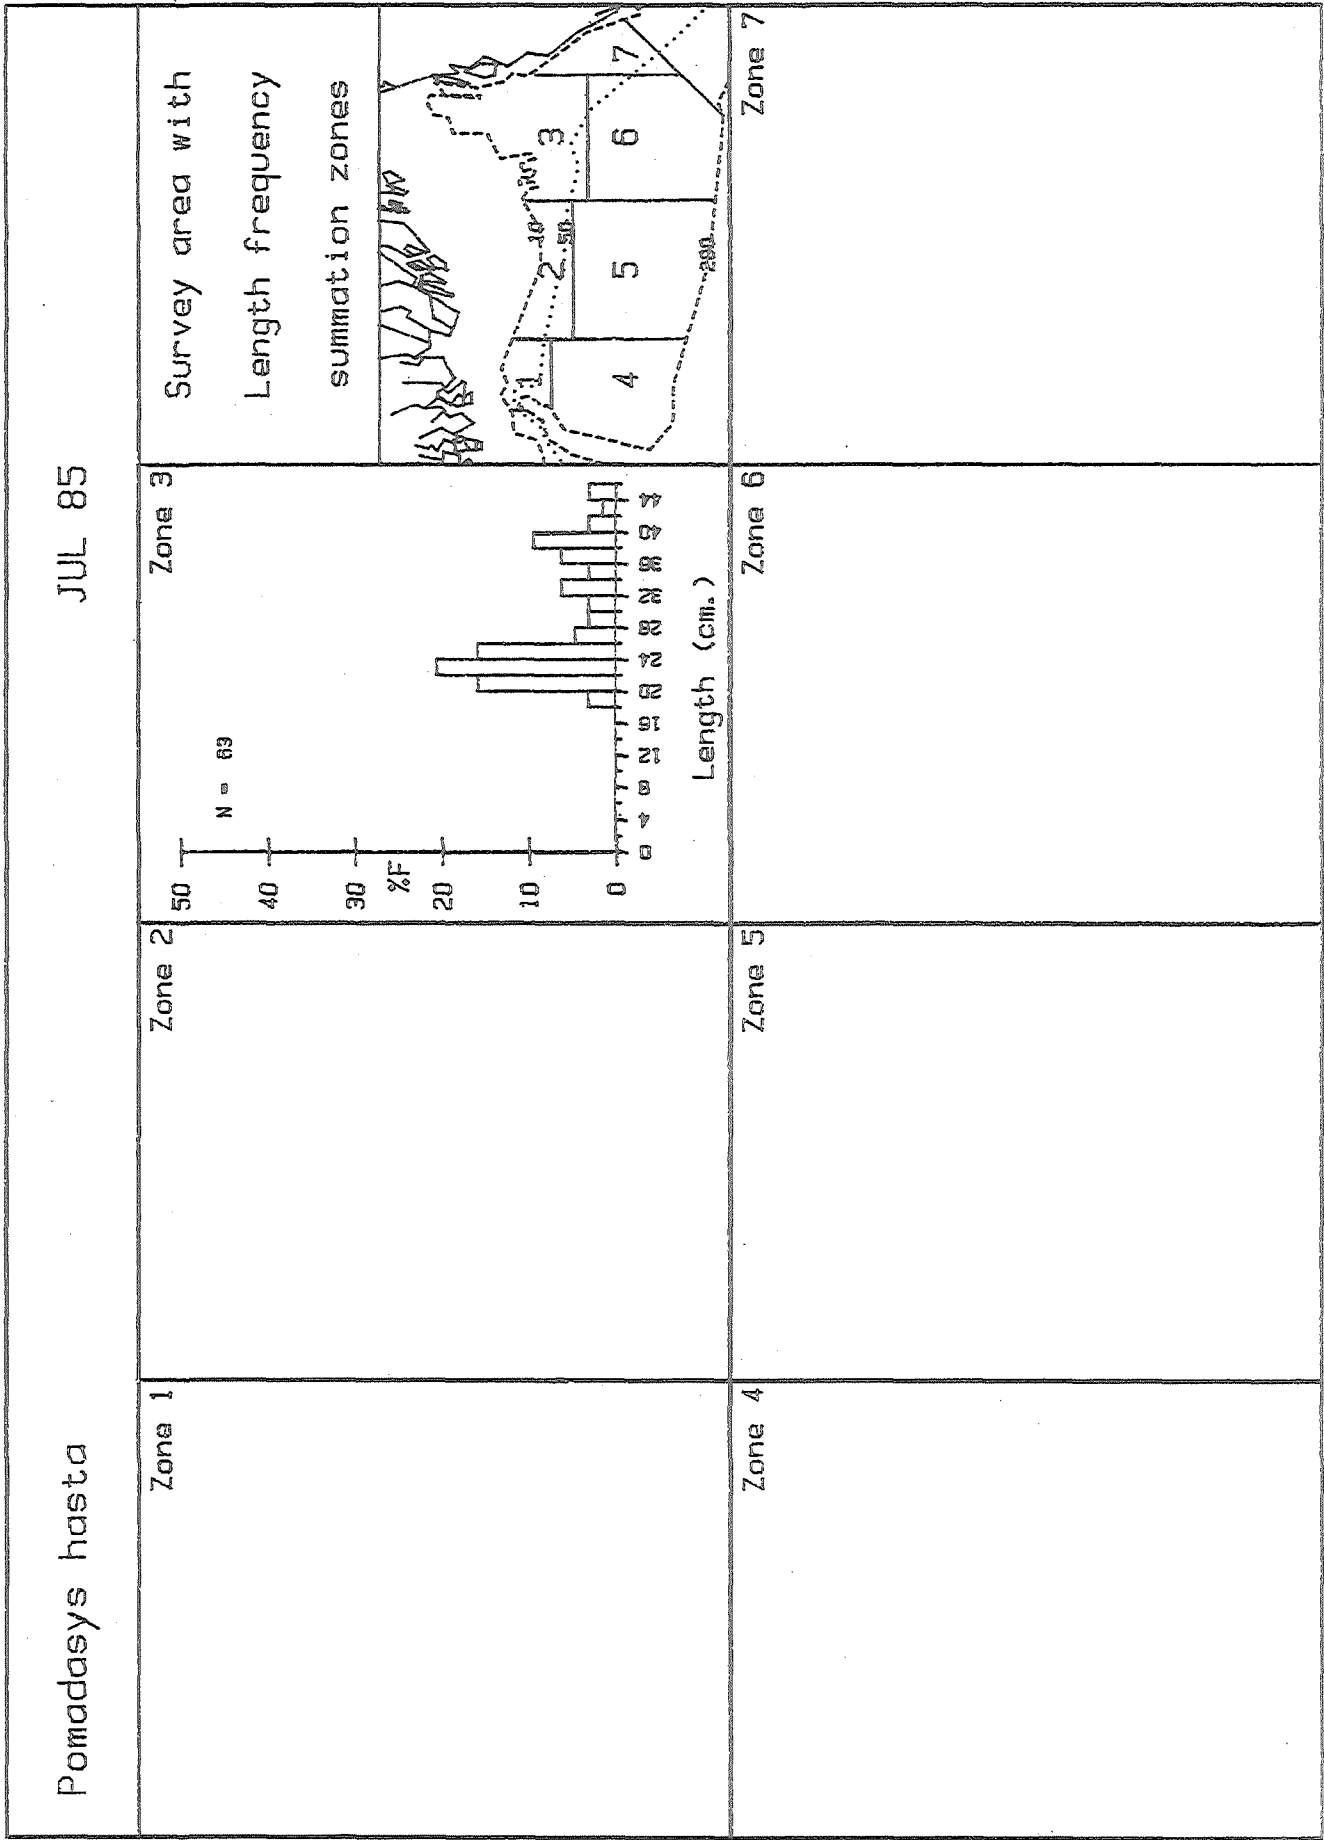 Pomadasys hasta
JUL 85
Zone 1
Zone 2
Zone 3
50
40
30
%F
20
10
0
N = 63
0 4 8 12 16 20 24 28 32 36 40 44
Length (cm.)
Survey area with
Length frequency
summation zones
10
50
200
1
2
3
4
5
6
7
Zone 4
Zone 5
Zone 6
Zone 7